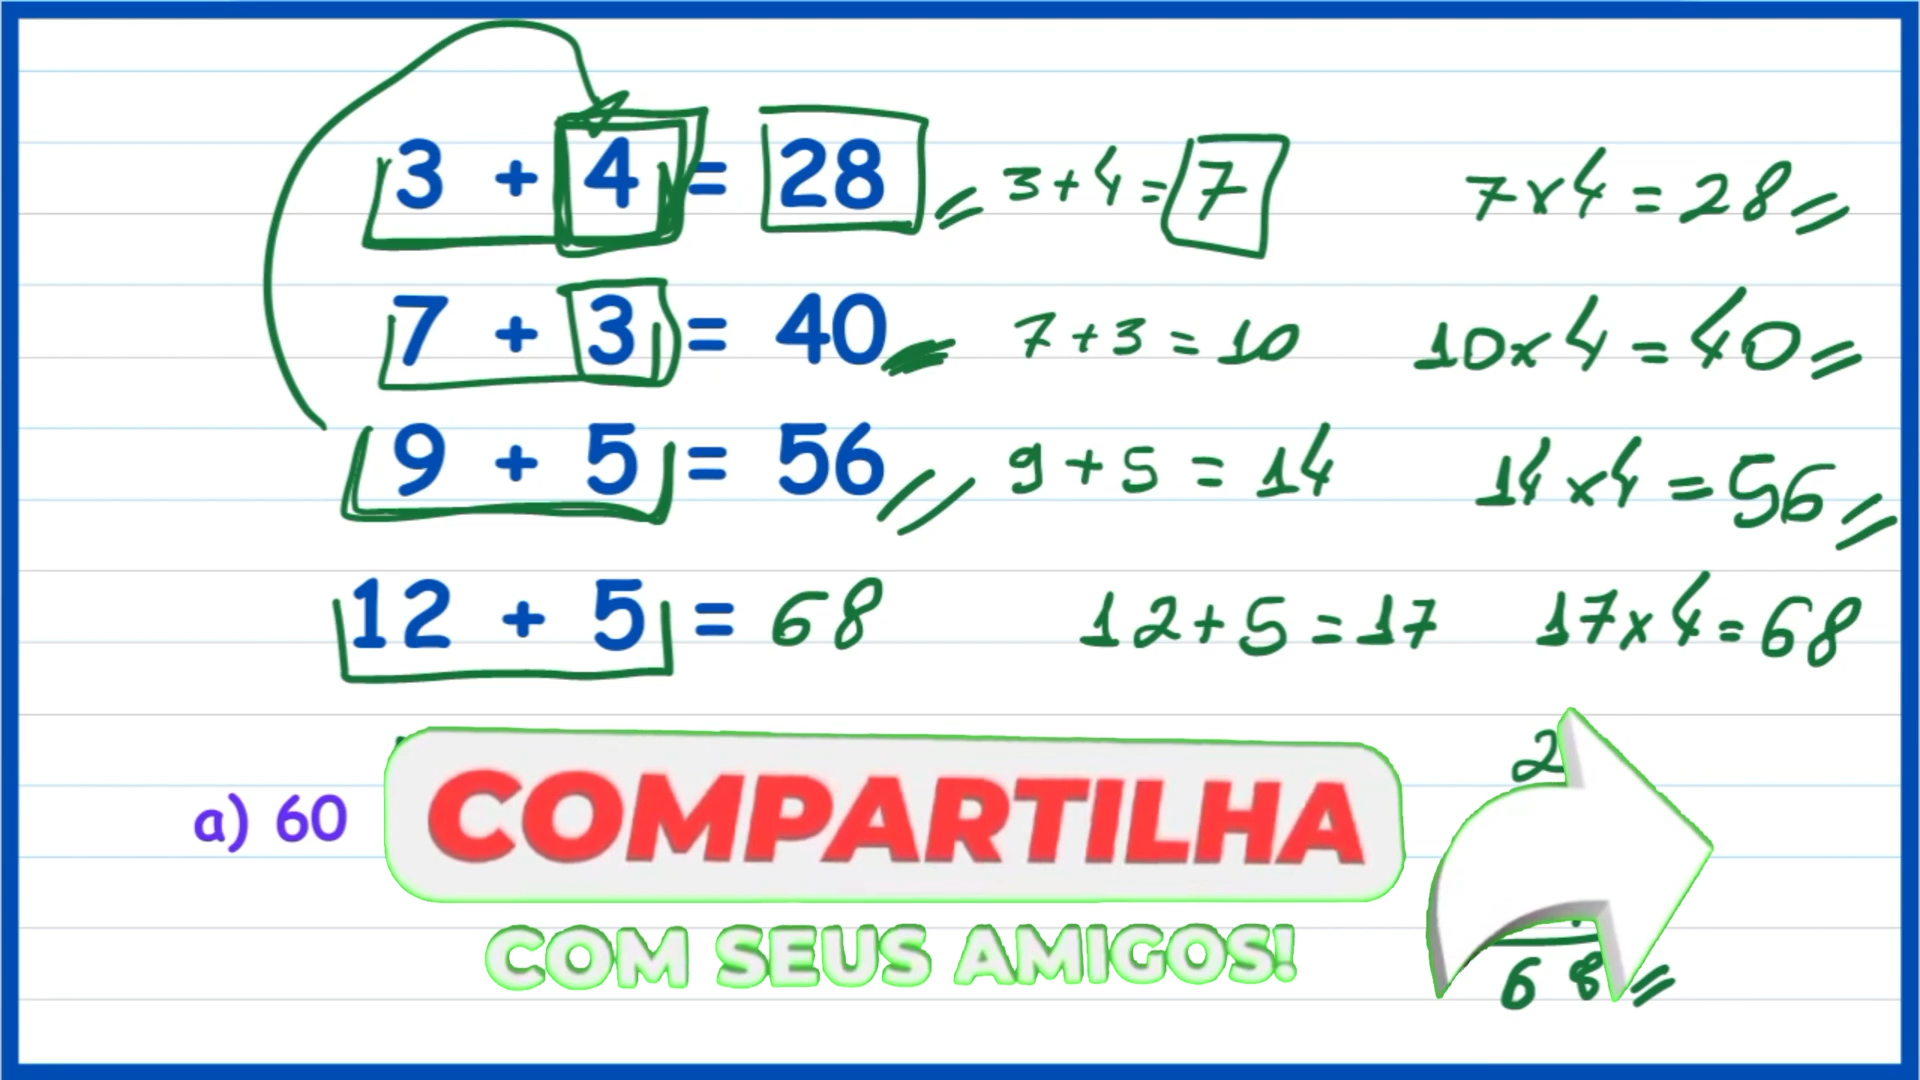 3 + 4 = 28 3+4=7 7x4=28
7 + 3 = 40 7+3=10 10x4=40
9 + 5 = 56 9+5=14 14x4=56
12 + 5 = 68 12+5=17 17x4=68
2
a) 60 COMPARTILHA
COM SEUS AMIGOS!
68